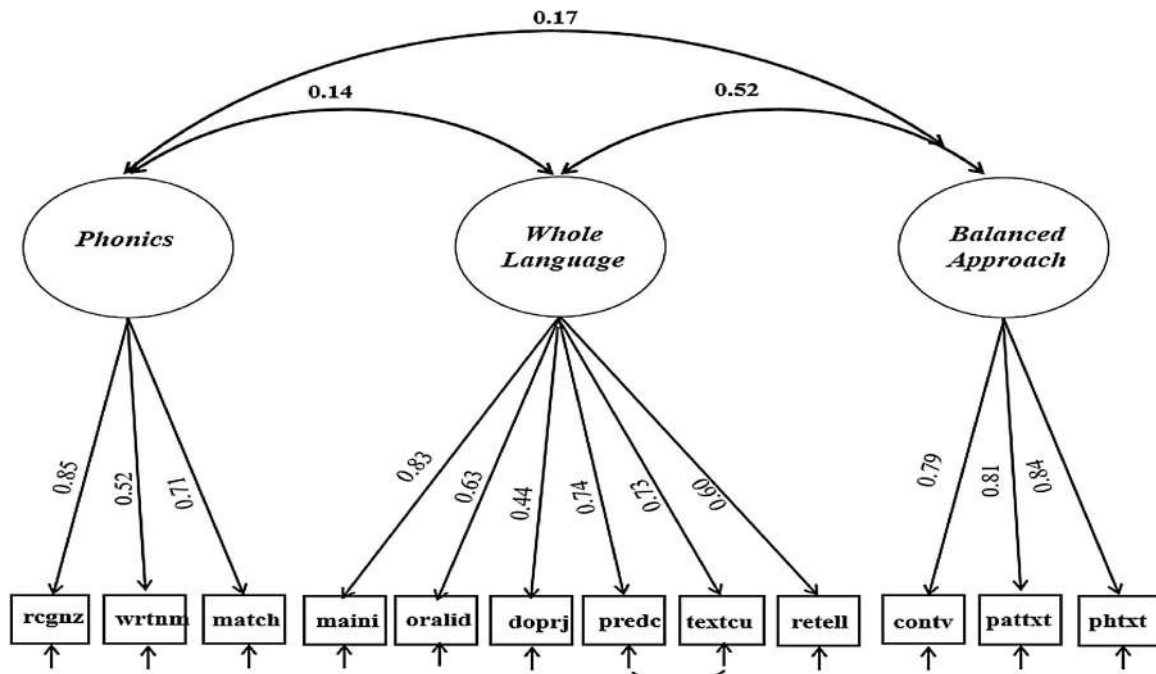 0.17
0.14
0.52
Phonics
Whole
Language
Balanced
Approach
0.85
0.52
0.71
0.83
0.63
0.44
0.74
0.73
0.60
0.79
0.81
0.84
rcgnz
wrtnm
match
maini
oralid
doprj
predc
textcu
retell
contv
pattxt
phtxt